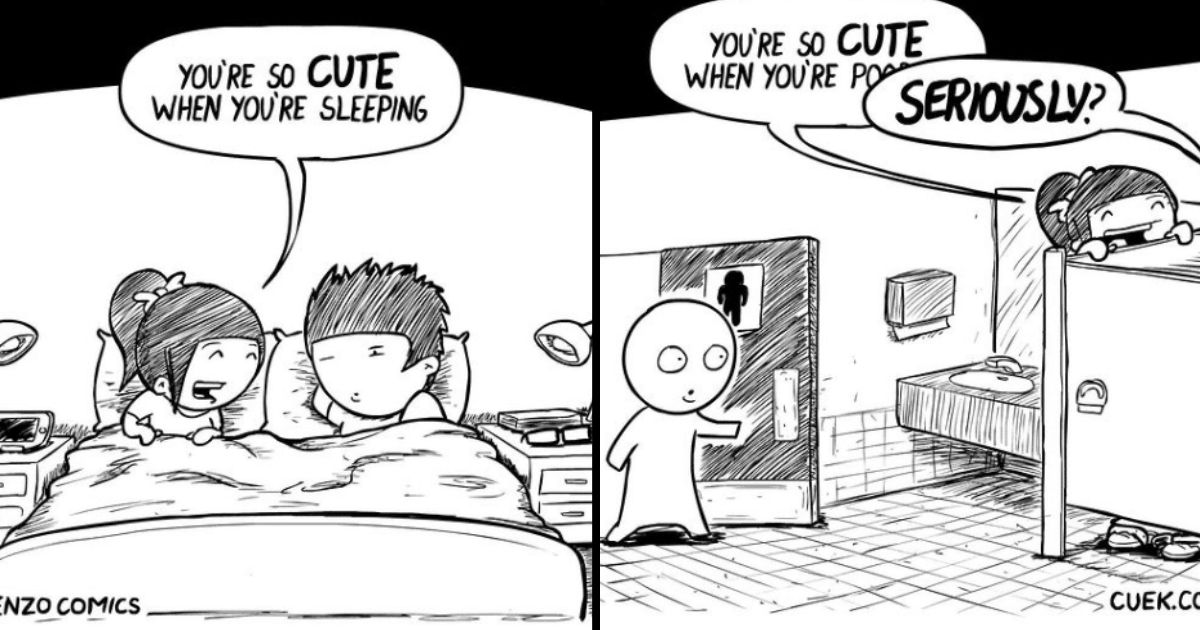 YOU'RE SO CUTE
WHEN YOU'RE SLEEPING
ENZO COMICS
YOU'RE SO CUTE
WHEN YOU'RE
SERIOUSLY?
CUEK.CO